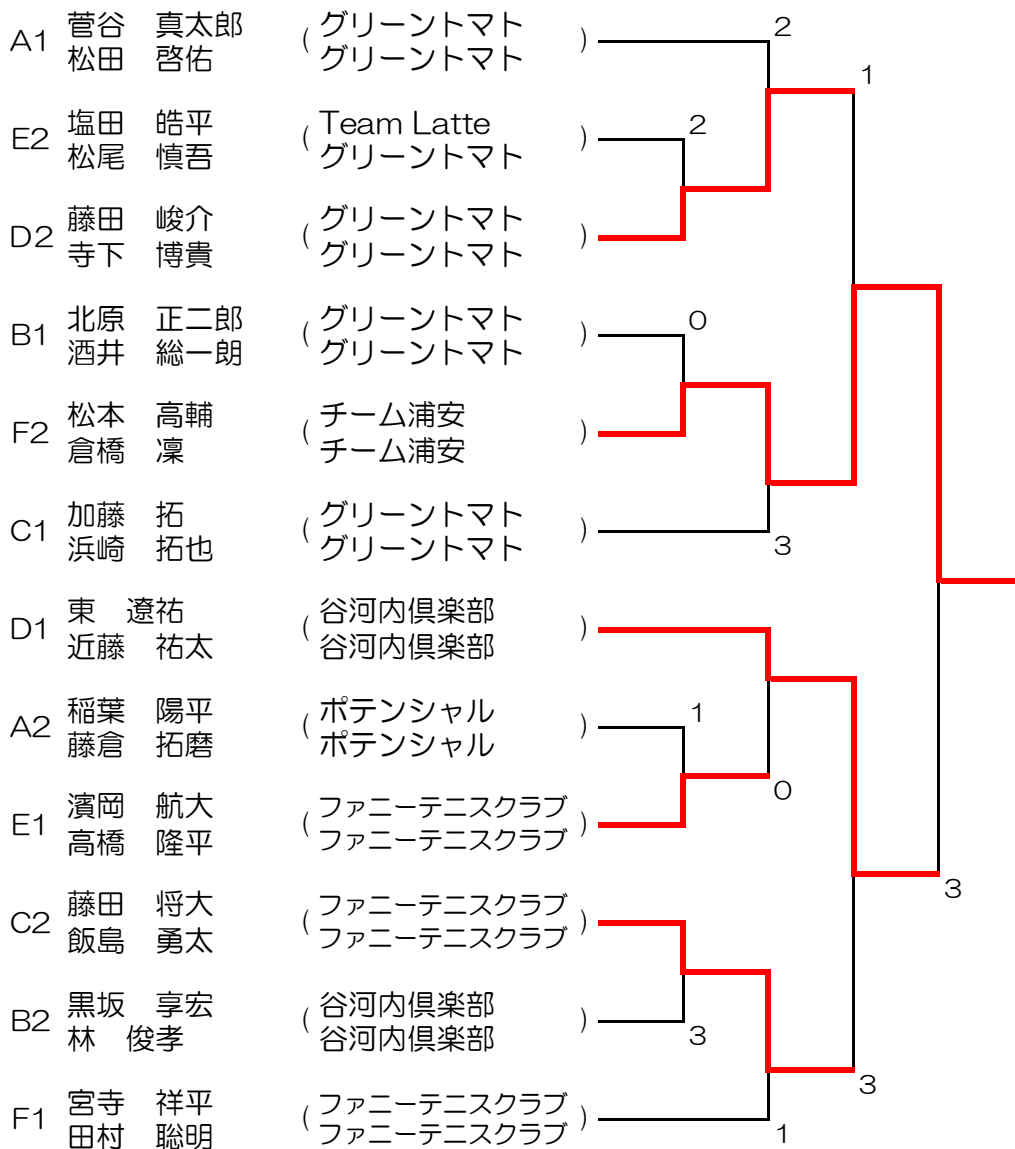 A1 菅谷　真太郎 ( グリーントマト ) 2
松田　啓佑 グリーントマト
1
E2 塩田　皓平 ( Team Latte ) 2
松尾　慎吾 グリーントマト
D2 藤田　峻介 ( グリーントマト )
寺下　博貴 グリーントマト
B1 北原　正二郎 ( グリーントマト ) 0
酒井　総一朗 グリーントマト
F2 松本　高輔 ( チーム浦安 )
倉橋　凜 チーム浦安
C1 加藤　拓 ( グリーントマト ) 3
浜崎　拓也 グリーントマト
D1 東　遼祐 ( 谷河内倶楽部 )
近藤　祐太 谷河内倶楽部
A2 稲葉　陽平 ( ポテンシャル ) 1
藤倉　拓磨 ポテンシャル
0
E1 濱岡　航大 ( ファニーテニスクラブ )
高橋　隆平 ファニーテニスクラブ
3
C2 藤田　将大 ( ファニーテニスクラブ )
飯島　勇太 ファニーテニスクラブ
B2 黒坂　享宏 ( 谷河内倶楽部 ) 3
林　俊孝 谷河内倶楽部
3
F1 宮寺　祥平 ( ファニーテニスクラブ ) 1
田村　聡明 ファニーテニスクラブ